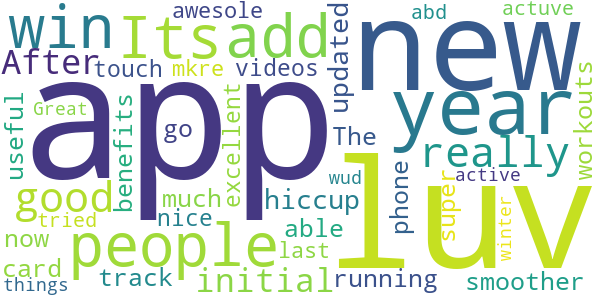 app
new
luv
year
people
win
Its
add
After
touch
awesole
mkre
videos
updated
abd
actuve
useful
Great
benefits
go
excellent
The
really
workouts
good
tried
much
nice
hiccup
able
wud
phone
active
super
winter
now
card
things
track
initial
last
running
smoother